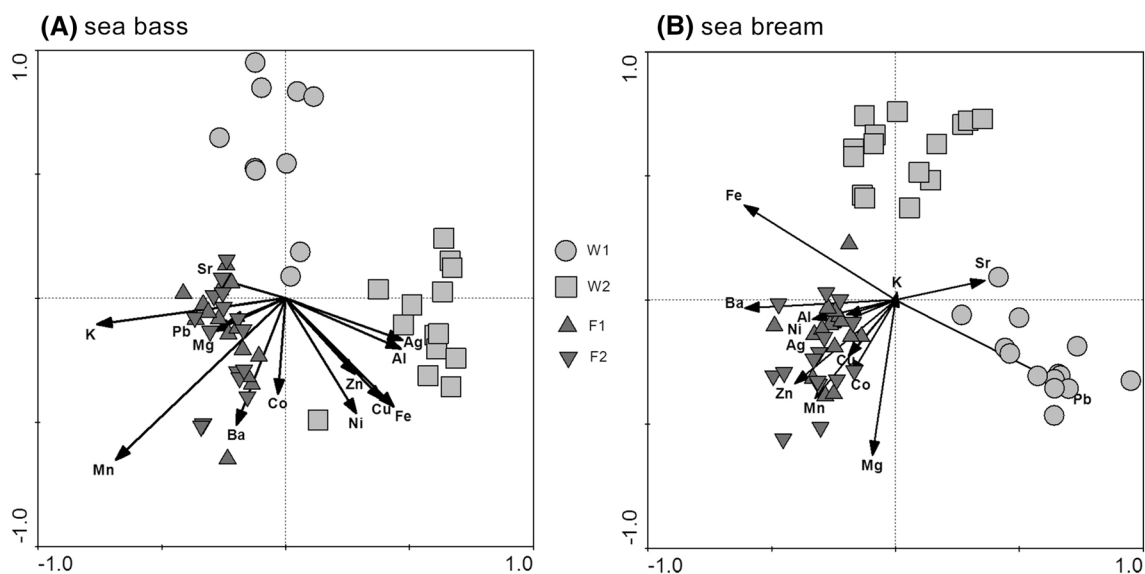 (A) sea bass
1.0
Sr
K
Pb
Mg
Ag
Al
Zn
Cu
Fe
Co
Ni
Ba
Mn
-1.0
-1.0
1.0
W1
W2
F1
F2
(B) sea bream
1.0
Fe
Sr
K
Ba
Al
Ni
Ag
Cu
Co
Zn
Mn
Pb
Mg
-1.0
-1.0
1.0